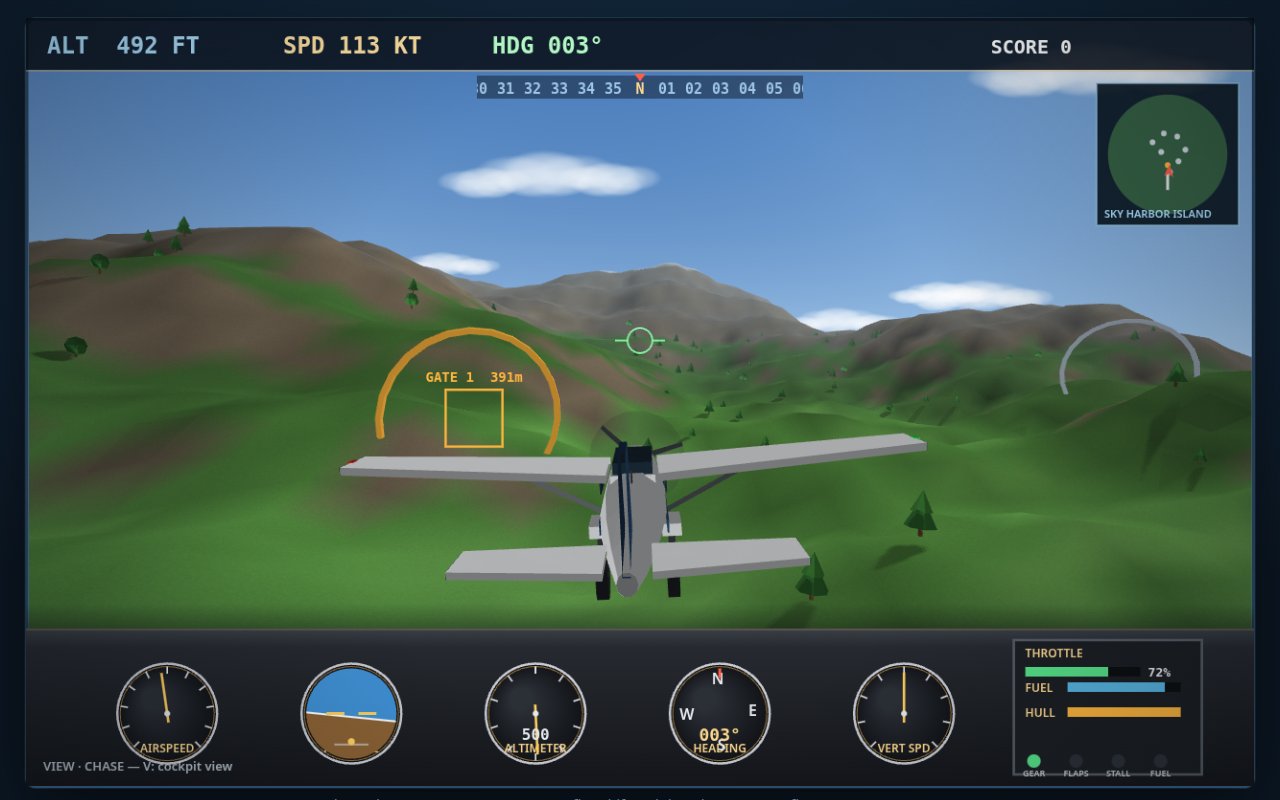 ALT 492 FT SPD 113 KT HDG 003° SCORE 0
31 32 33 34 35 N 01 02 03 04 05
SKY HARBOR ISLAND
GATE 1 391m
THROTTLE
72%
FUEL
HULL
N
W E
500 003°
AIRSPEED ALTIMETER HEADING VERT SPD
VIEW · CHASE — V: cockpit view
GEAR FLAPS STALL FUEL